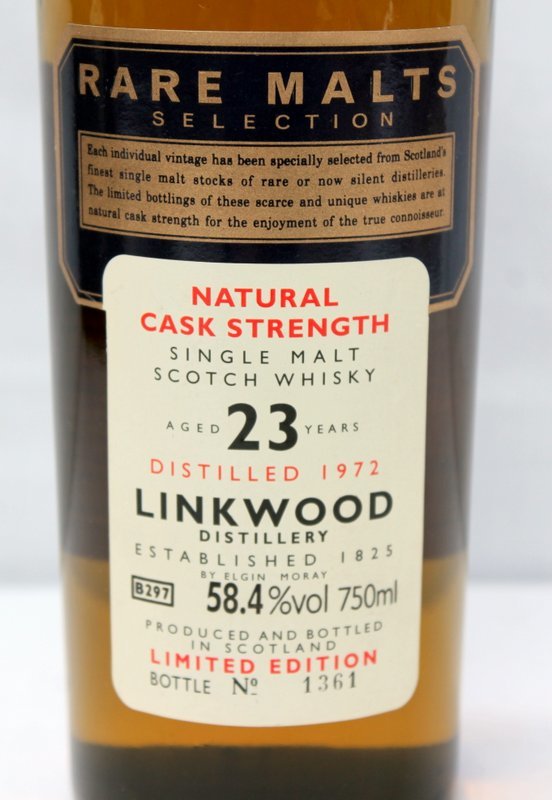 RARE MALTS
SELECTION
Each individual vintage has been specially selected from Scotland's
finest single malt stocks of rare or now silent distilleries.
The limited bottlings of these scarce and unique whiskies are at
natural cask strength for the enjoyment of the true connoisseur.
NATURAL
CASK STRENGTH
SINGLE MALT
SCOTCH WHISKY
AGED 23 YEARS
DISTILLED 1972
LINKWOOD
DISTILLERY
ESTABLISHED 1825
BY ELGIN MORAY
B297 58.4%vol 750ml
PRODUCED AND BOTTLED
IN SCOTLAND
LIMITED EDITION
BOTTLE Nº 1361